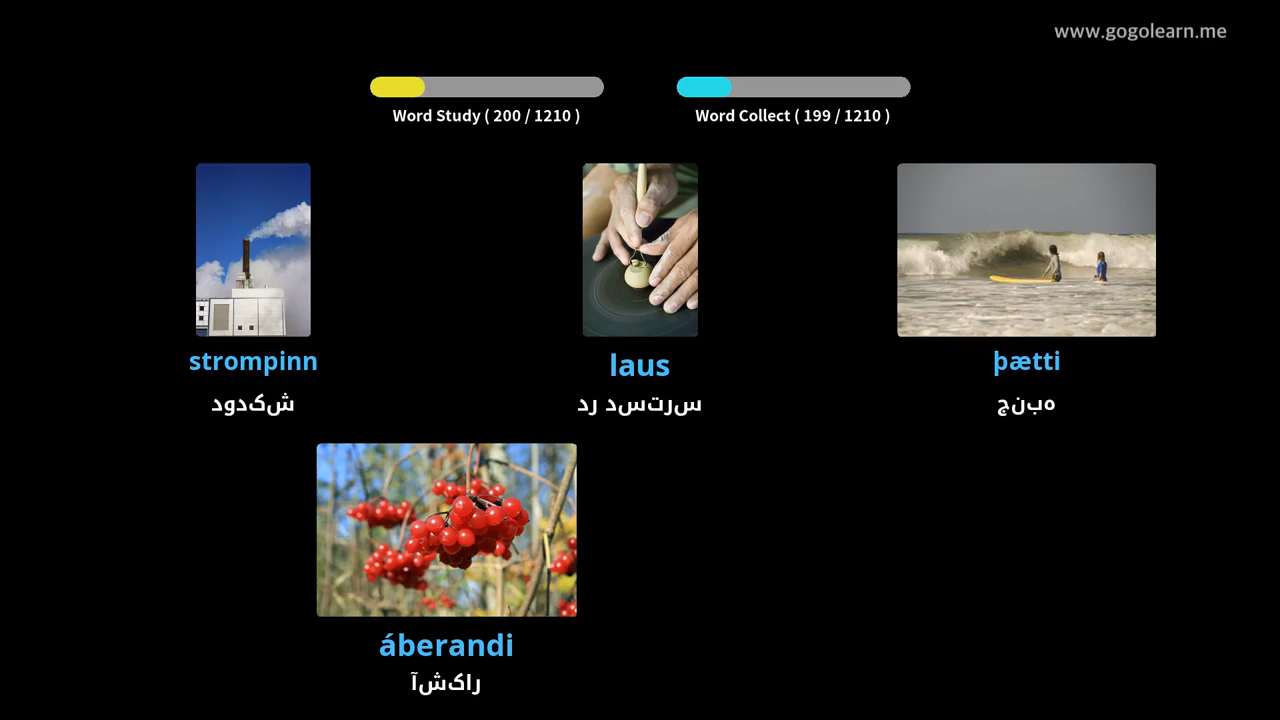 www.gogolearn.me
Word Study ( 200 / 1210 )
Word Collect ( 199 / 1210 )
strompinn
laus
þætti
شکدود
سرتسد رد
هبنج
áberandi
راکشآ